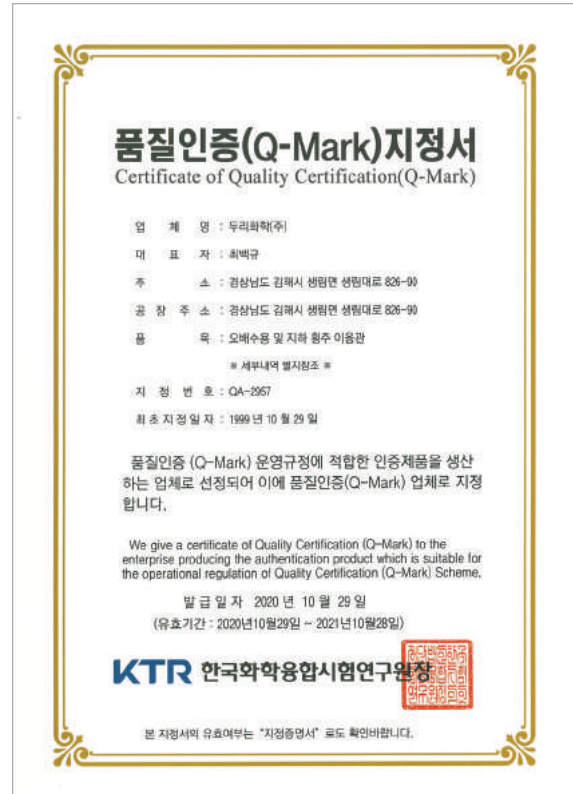 품질인증(Q-Mark)지정서
Certificate of Quality Certification(Q-Mark)
업 체 명 : 두리화학(주)
대 표 자 : 최백규
주 소 : 경상남도 김해시 생림면 생림대로 826-90
공 장 주 소 : 경상남도 김해시 생림면 생림대로 826-90
품 목 : 오배수용 및 지하 횡주 이음관
※ 세부내역 별지참조 ※
지 정 번 호 : QA-2957
최 초 지 정 일 자 : 1999 년 10 월 29 일
품질인증 (Q-Mark) 운영규정에 적합한 인증제품을 생산
하는 업체로 선정되어 이에 품질인증(Q-Mark) 업체로 지정
합니다.
We give a certificate of Quality Certification (Q-Mark) to the
enterprise producing the authentication product which is suitable for
the operational regulation of Quality Certification (Q-Mark) Scheme.
발 급 일 자 2020 년 10 월 29 일
(유효기간 : 2020년10월29일 ~ 2021년10월28일)
KTR 한국화학융합시험연구원장
본 지정서의 유효여부는 "지정증명서" 로도 확인바랍니다.